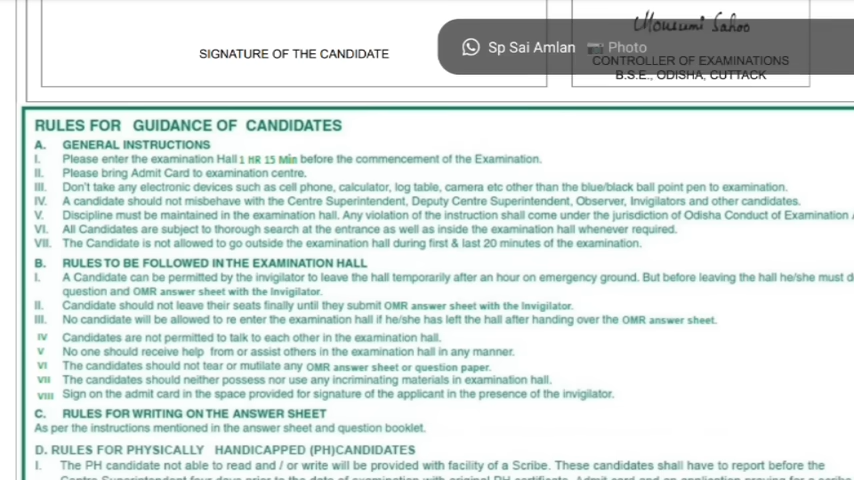 Mousumi Sahoo
Sp Sai Amlan 📷 Photo
SIGNATURE OF THE CANDIDATE
CONTROLLER OF EXAMINATIONS
B.S.E., ODISHA, CUTTACK
RULES FOR GUIDANCE OF CANDIDATES
A. GENERAL INSTRUCTIONS
I. Please enter the examination Hall 1 HR 15 Min before the commencement of the Examination.
II. Please bring Admit Card to examination centre.
III. Don't take any electronic devices such as cell phone, calculator, log table, camera etc other than the blue/black ball point pen to examination.
IV. A candidate should not misbehave with the Centre Superintendent, Deputy Centre Superintendent, Observer, Invigilators and other candidates.
V. Discipline must be maintained in the examination hall. Any violation of the instruction shall come under the jurisdiction of Odisha Conduct of Examination
VI. All Candidates are subject to thorough search at the entrance as well as inside the examination hall whenever required.
VII. The Candidate is not allowed to go outside the examination hall during first & last 20 minutes of the examination.
B. RULES TO BE FOLLOWED IN THE EXAMINATION HALL
I. A Candidate can be permitted by the invigilator to leave the hall temporarily after an hour on emergency ground. But before leaving the hall he/she must d
question and OMR answer sheet with the Invigilator.
II. Candidate should not leave their seats finally until they submit OMR answer sheet with the Invigilator.
III. No candidate will be allowed to re enter the examination hall if he/she has left the hall after handing over the OMR answer sheet.
IV Candidates are not permitted to talk to each other in the examination hall.
V No one should receive help from or assist others in the examination hall in any manner.
VI The candidates should not tear or mutilate any OMR answer sheet or question paper.
VII The candidates should neither possess nor use any incriminating materials in examination hall.
VIII Sign on the admit card in the space provided for signature of the applicant in the presence of the invigilator.
C. RULES FOR WRITING ON THE ANSWER SHEET
As per the instructions mentioned in the answer sheet and question booklet.
D. RULES FOR PHYSICALLY HANDICAPPED (PH)CANDIDATES
I. The PH candidate not able to read and / or write will be provided with facility of a Scribe. These candidates shall have to report before the